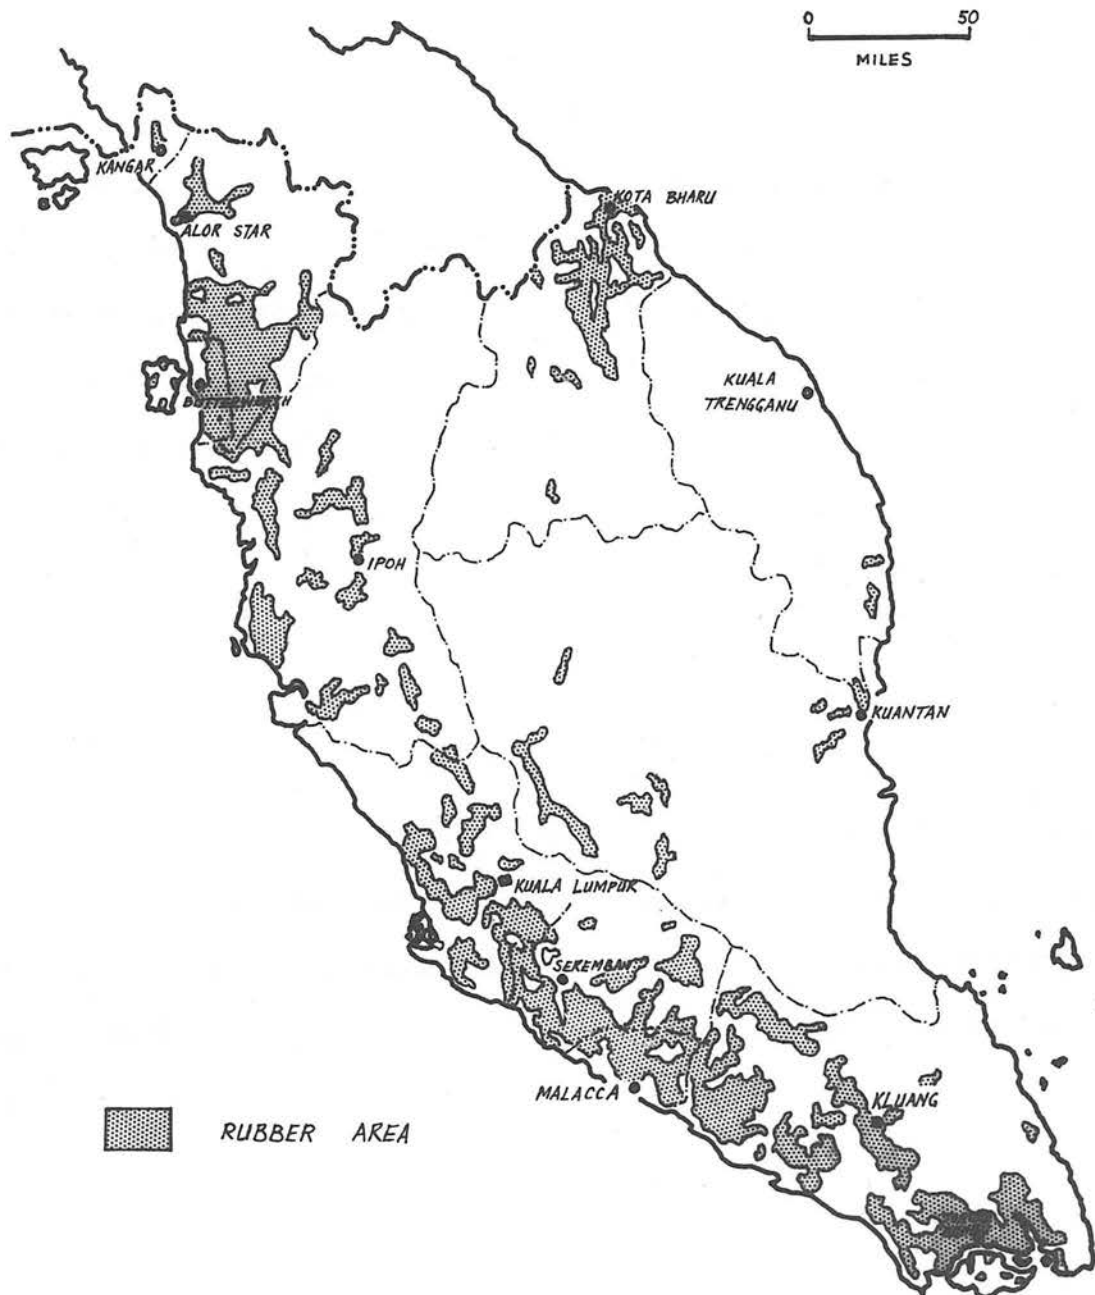 0 50
MILES
KANGAR
KOTA BHARU
ALOR STAR
KUALA
TRENGGANU
BUTTERWORTH
IPOH
KUANTAN
KUALA LUMPUR
SEREMBAN
MALACCA
KLUANG
RUBBER AREA